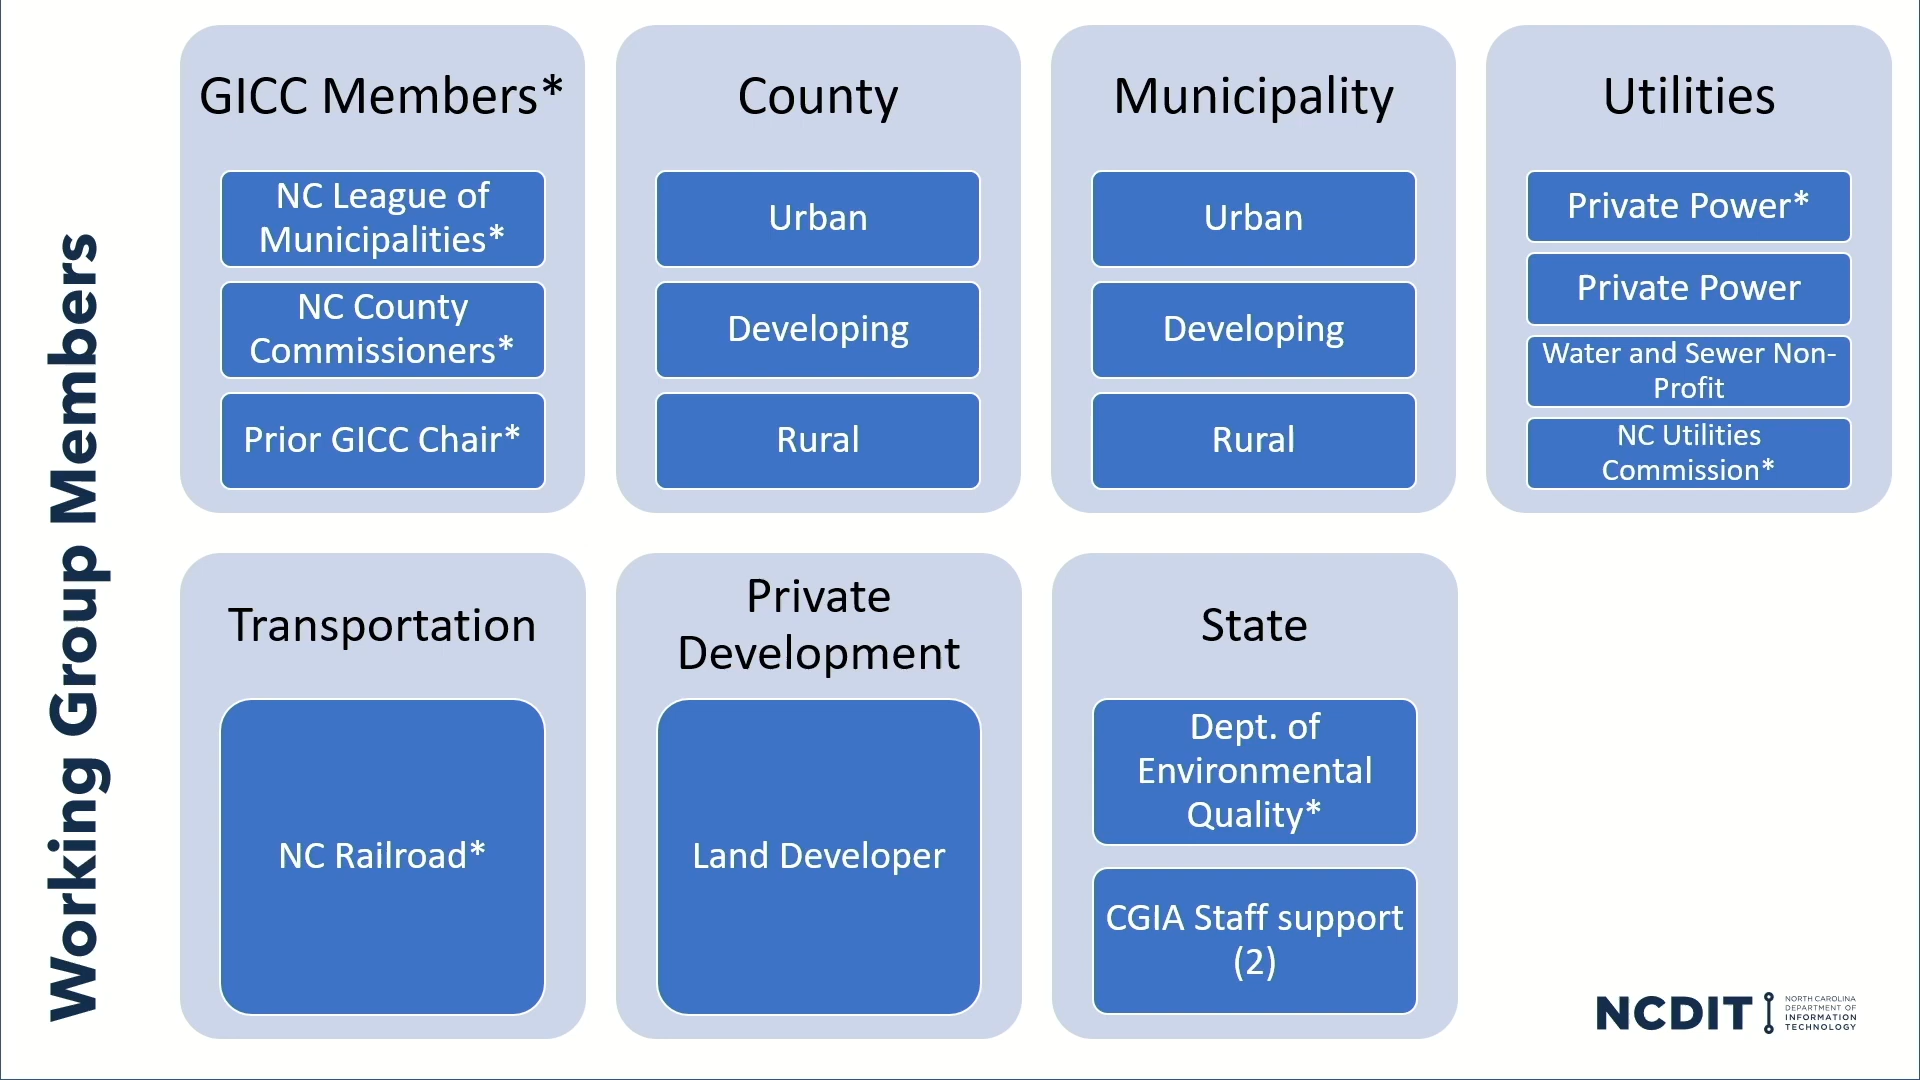 Working Group Members
GICC Members*
NC League of
Municipalities*
NC County
Commissioners*
Prior GICC Chair*
County
Urban
Developing
Rural
Municipality
Urban
Developing
Rural
Utilities
Private Power*
Private Power
Water and Sewer Non-
Profit
NC Utilities
Commission*
Transportation
NC Railroad*
Private
Development
Land Developer
State
Dept. of
Environmental
Quality*
CGIA Staff support
(2)
NCDIT
NORTH CAROLINA
DEPARTMENT OF
INFORMATION
TECHNOLOGY